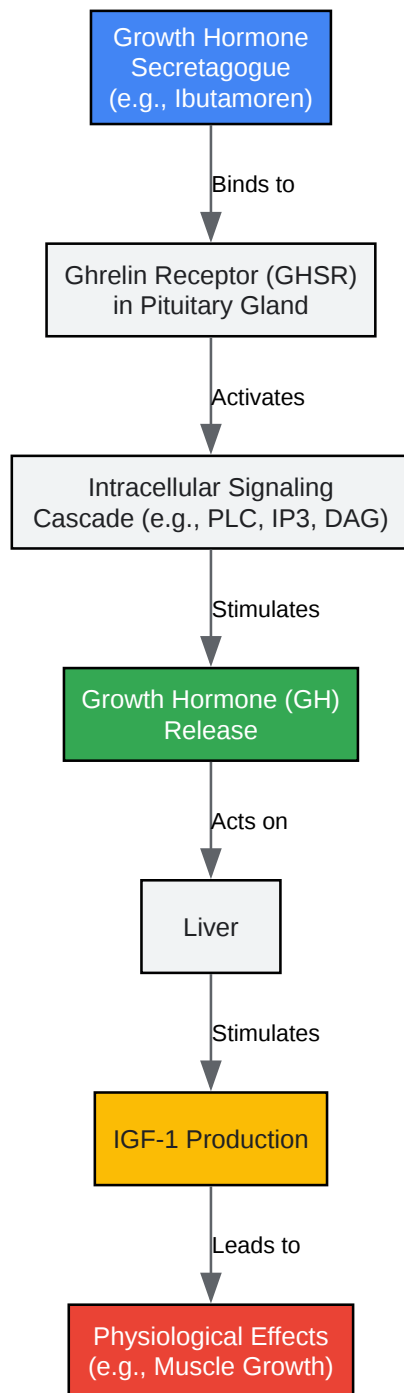 Growth Hormone
Secretagogue
(e.g., Ibutamoren)
Binds to
Ghrelin Receptor (GHSR)
in Pituitary Gland
Activates
Intracellular Signaling
Cascade (e.g., PLC, IP3, DAG)
Stimulates
Growth Hormone (GH)
Release
Acts on
Liver
Stimulates
IGF-1 Production
Leads to
Physiological Effects
(e.g., Muscle Growth)